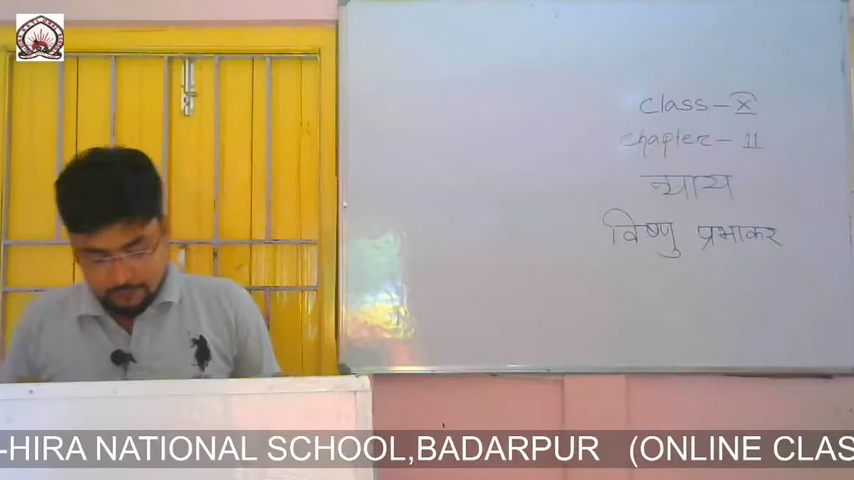 Class - X
Chapter - 11
न्याय
विष्णु प्रभाकर
-HIRA NATIONAL SCHOOL,BADARPUR (ONLINE CLAS